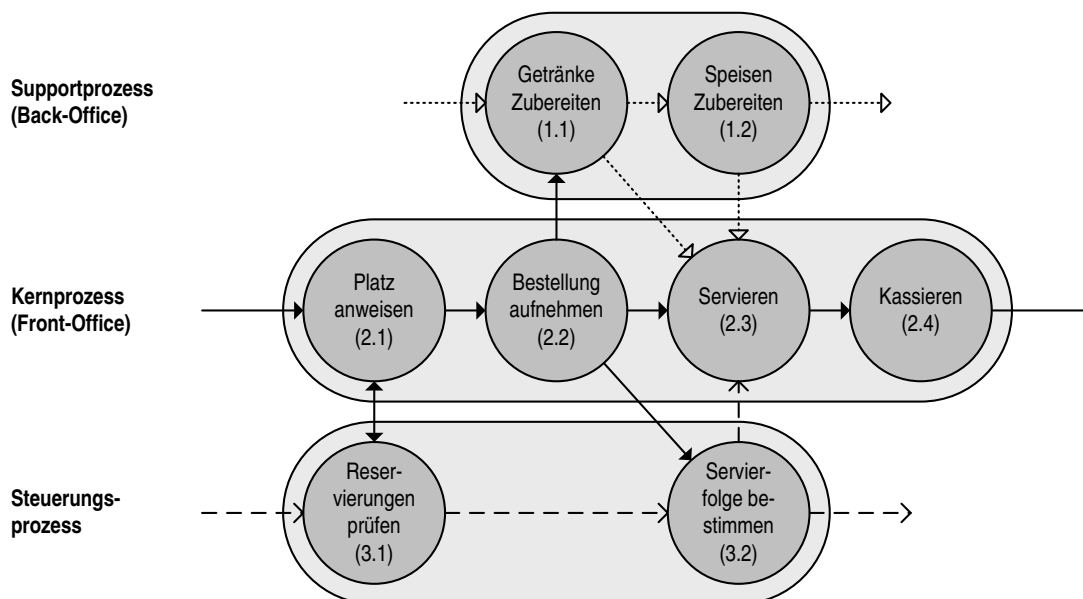 Supportprozess
(Back-Office)
Getränke
Zubereiten
(1.1)
Speisen
Zubereiten
(1.2)
Kernprozess
(Front-Office)
Platz
anweisen
(2.1)
Bestellung
aufnehmen
(2.2)
Servieren
(2.3)
Kassieren
(2.4)
Steuerungs-
prozess
Reser-
vierungen
prüfen
(3.1)
Servier-
folge be-
stimmen
(3.2)